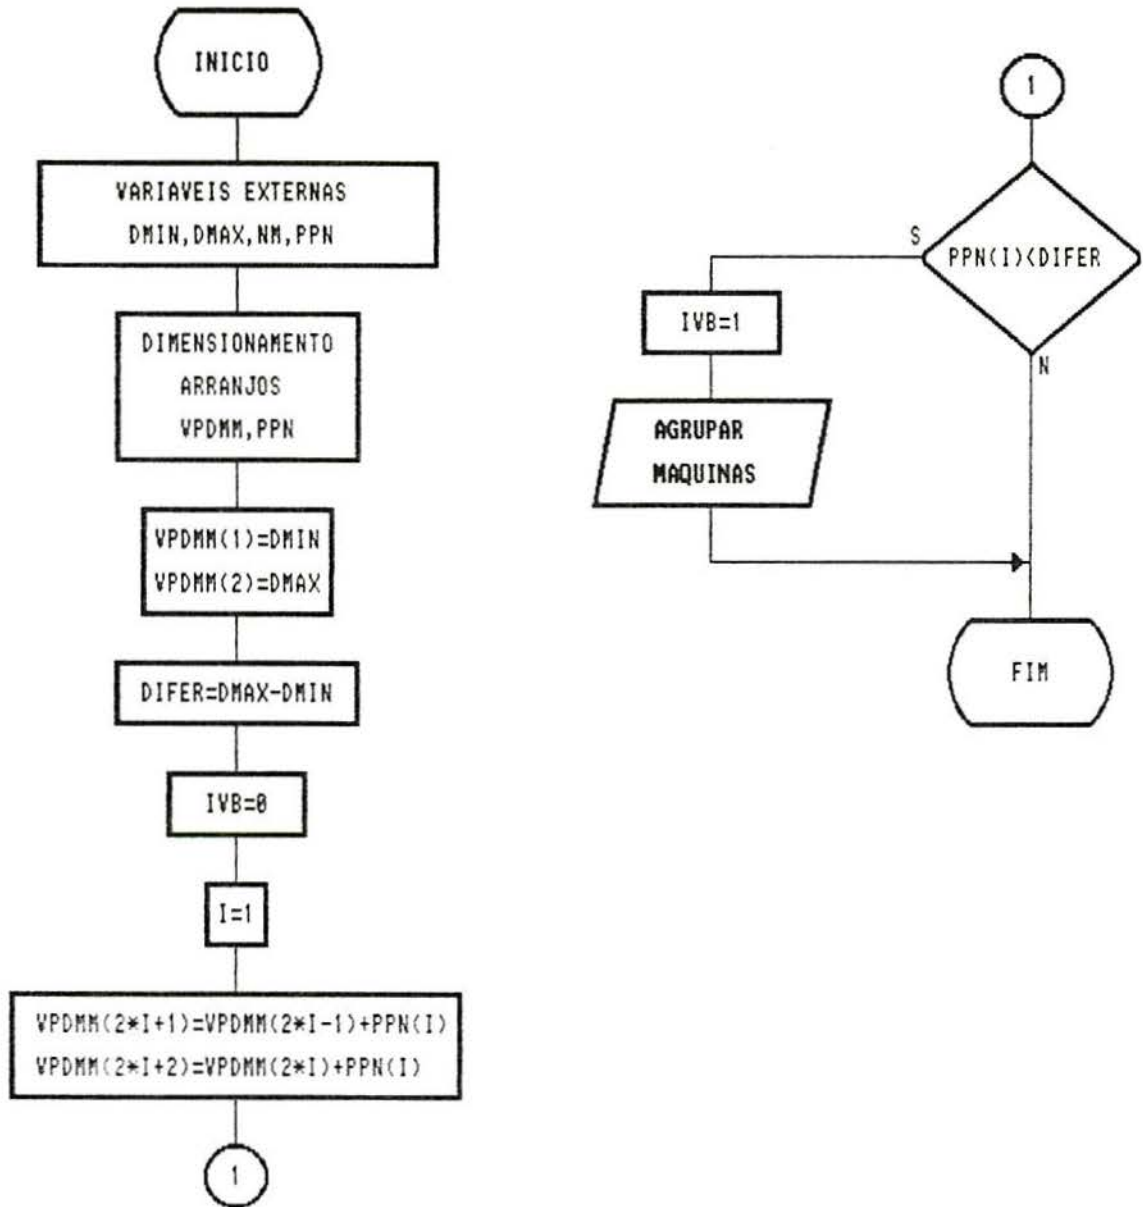 INICIO
VARIAVEIS EXTERNAS
DMIN,DMAX,NM,PPN
DIMENSIONAMENTO
ARRANJOS
VPDMM,PPN
VPDMM(1)=DMIN
VPDMM(2)=DMAX
DIFER=DMAX-DMIN
IVB=0
I=1
VPDMM(2*I+1)=VPDMM(2*I-1)+PPN(I)
VPDMM(2*I+2)=VPDMM(2*I)+PPN(I)
1
1
PPN(I)<DIFER
S
N
IVB=1
AGRUPAR
MAQUINAS
FIM